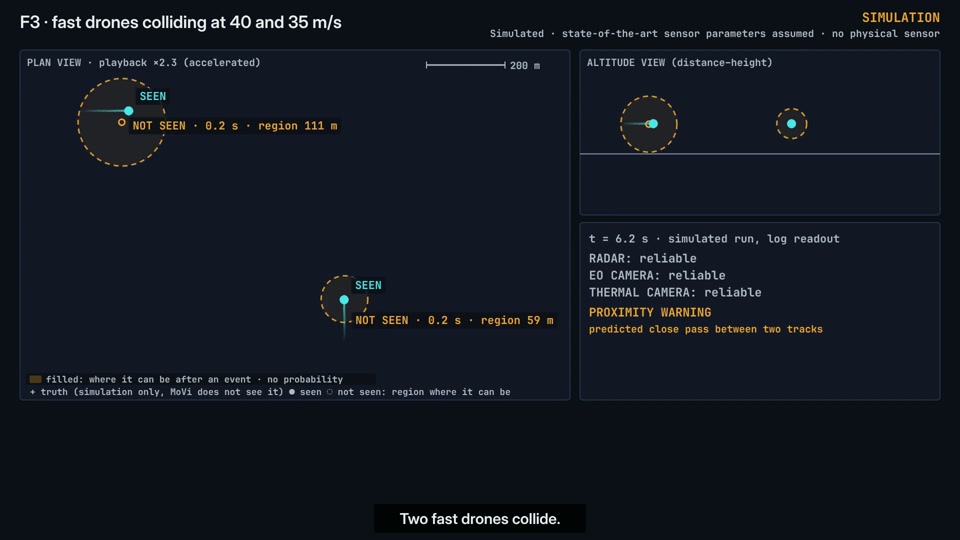 F3 · fast drones colliding at 40 and 35 m/s
SIMULATION
Simulated · state-of-the-art sensor parameters assumed · no physical sensor
PLAN VIEW · playback ×2.3 (accelerated)
200 m
SEEN
NOT SEEN · 0.2 s · region 111 m
SEEN
NOT SEEN · 0.2 s · region 59 m
filled: where it can be after an event · no probability
+ truth (simulation only, MoVi does not see it) ● seen ◌ not seen: region where it can be
ALTITUDE VIEW (distance-height)
t = 6.2 s · simulated run, log readout
RADAR: reliable
EO CAMERA: reliable
THERMAL CAMERA: reliable
PROXIMITY WARNING
predicted close pass between two tracks
Two fast drones collide.